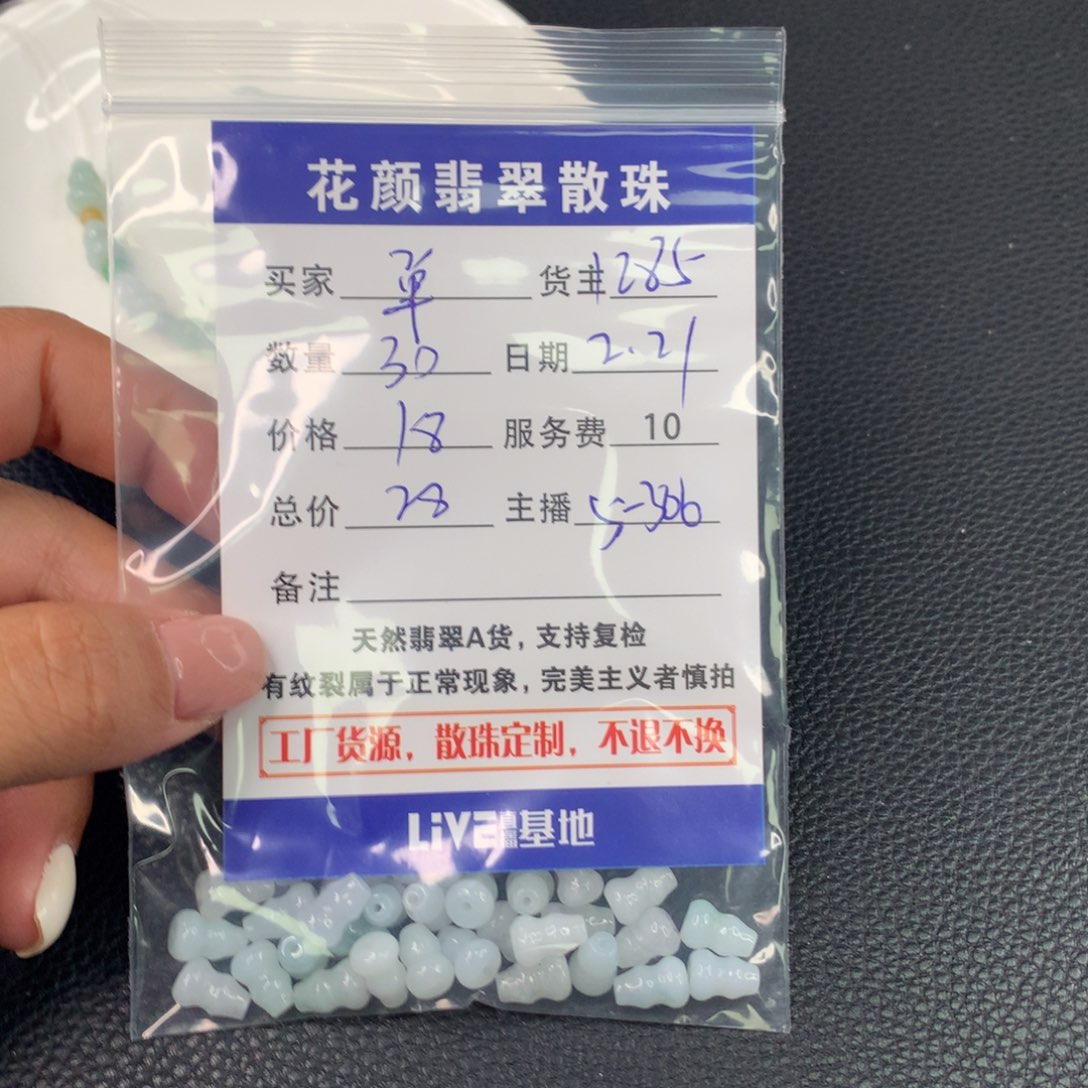 花颜翡翠散珠
买家 单 货主 1285
数量 30 日期 2.21
价格 18 服务费 10
总价 28 主播 5-306
备注
天然翡翠A货，支持复检
有纹裂属于正常现象，完美主义者慎拍
工厂货源，散珠定制，不退不换
LiVE直播基地